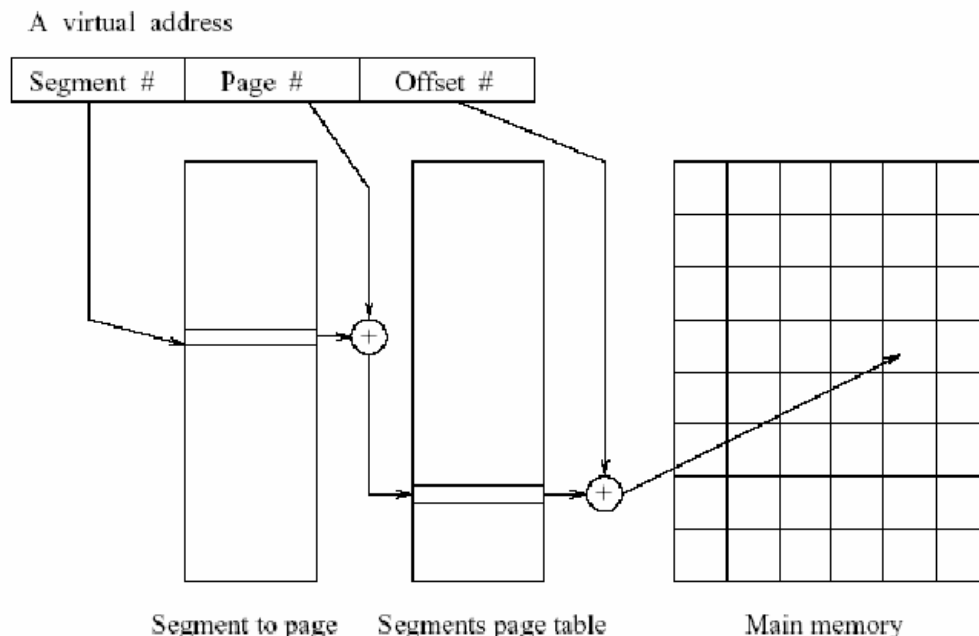 A virtual address
Segment # Page # Offset #
+
+
Segment to page Segments page table Main memory